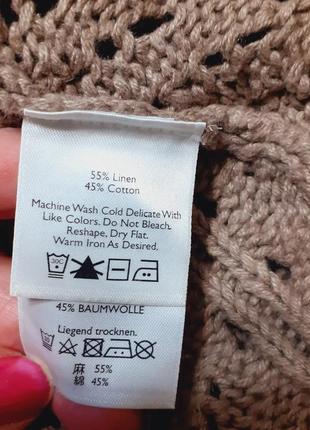 55% Linen
45% Cotton
Machine Wash Cold Delicate With
Like Colors. Do Not Bleach.
Reshape, Dry Flat.
Warm Iron As Desired.
30C
45% BAUMWOLLE
Liegend trocknen.
麻 55%
綿 45%